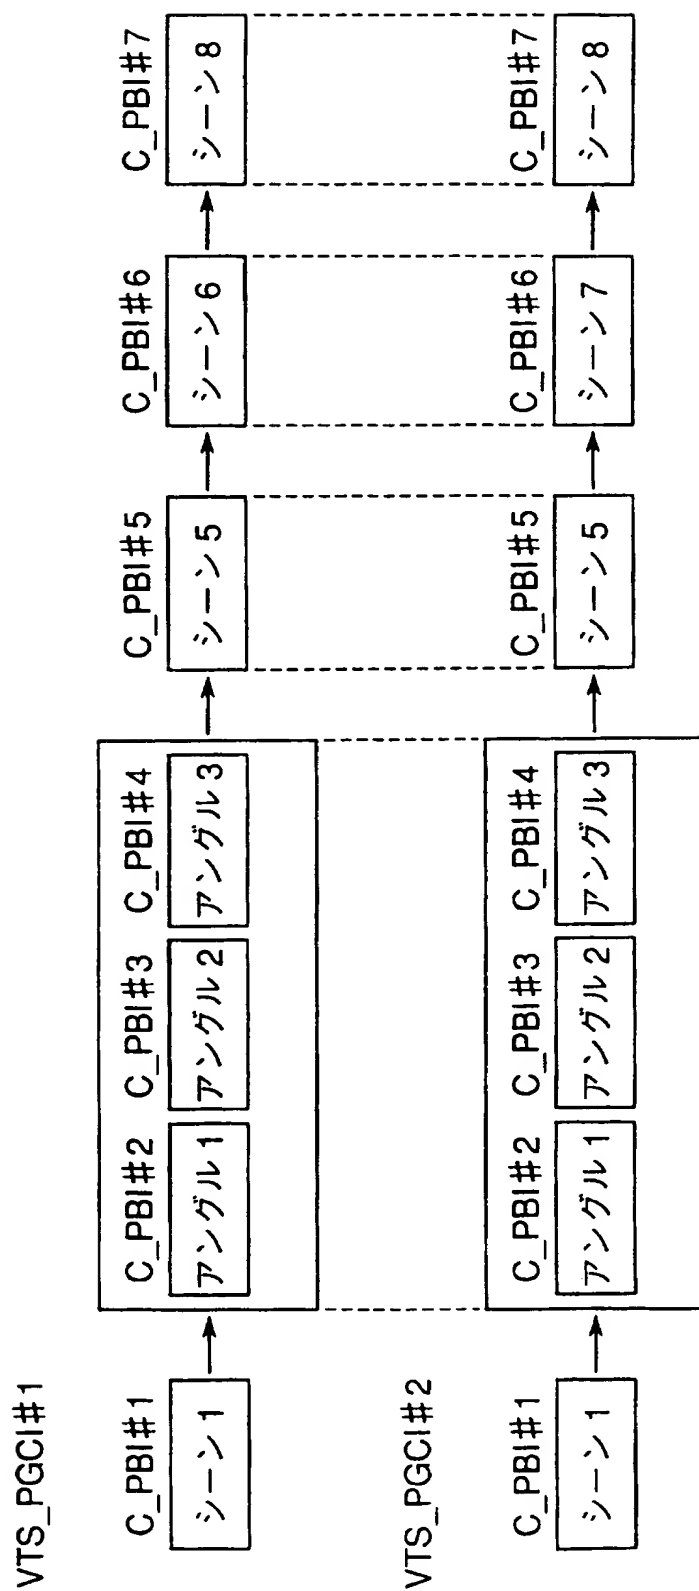 VTS_PGCI#1
C_PBI#1
シーン1
C_PBI#2
アングル1
C_PBI#3
アングル2
C_PBI#4
アングル3
C_PBI#5
シーン5
C_PBI#6
シーン6
C_PBI#7
シーン8
VTS_PGCI#2
C_PBI#1
シーン1
C_PBI#2
アングル1
C_PBI#3
アングル2
C_PBI#4
アングル3
C_PBI#5
シーン5
C_PBI#6
シーン7
C_PBI#7
シーン8